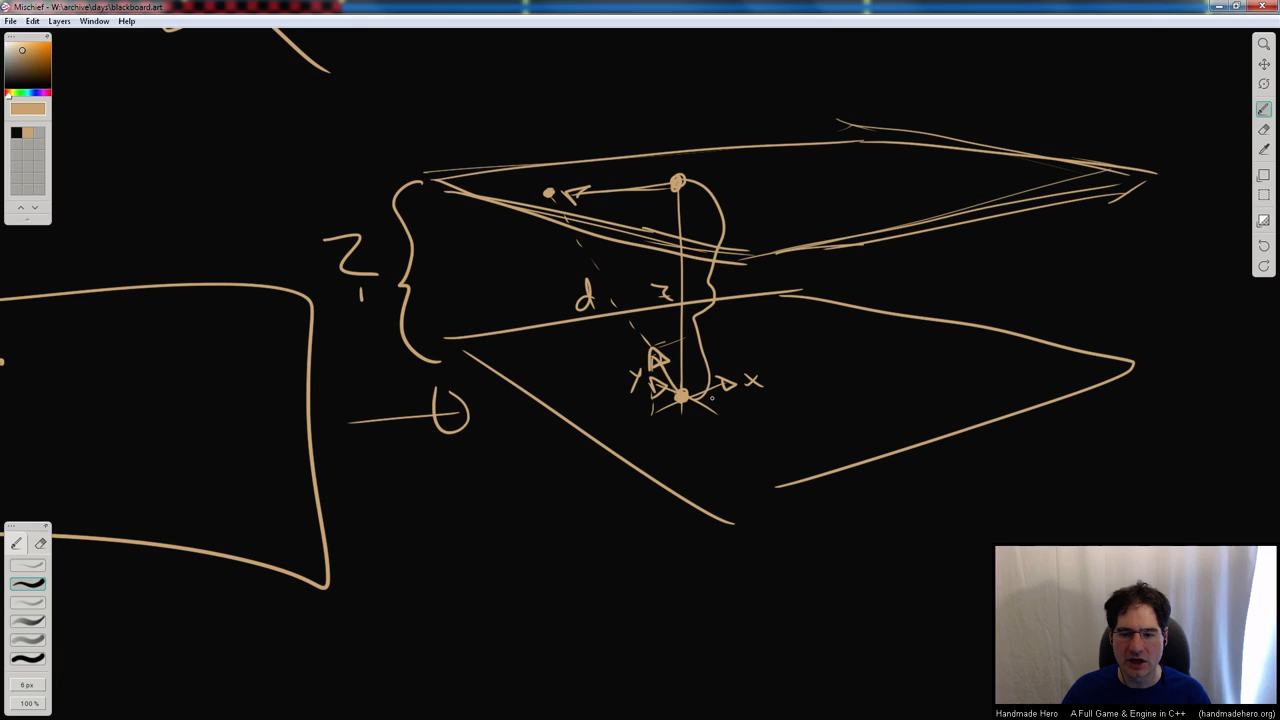 Mischief - W:\archive\days\blackboard.art
File Edit Layers Window Help
Z
d
z
Y
X
6 px
100 %
Handmade Hero A Full Game & Engine in C++ (handmadehero.org)